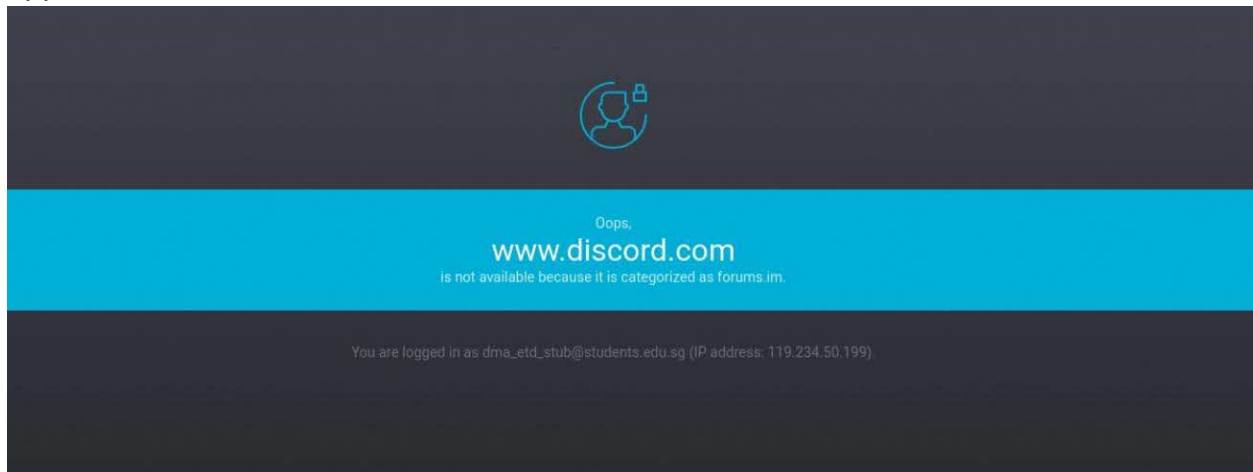 Oops,
www.discord.com
is not available because it is categorized as forums.im.
You are logged in as dma_etd_stub@students.edu.sg (IP address: 119.234.50.199).